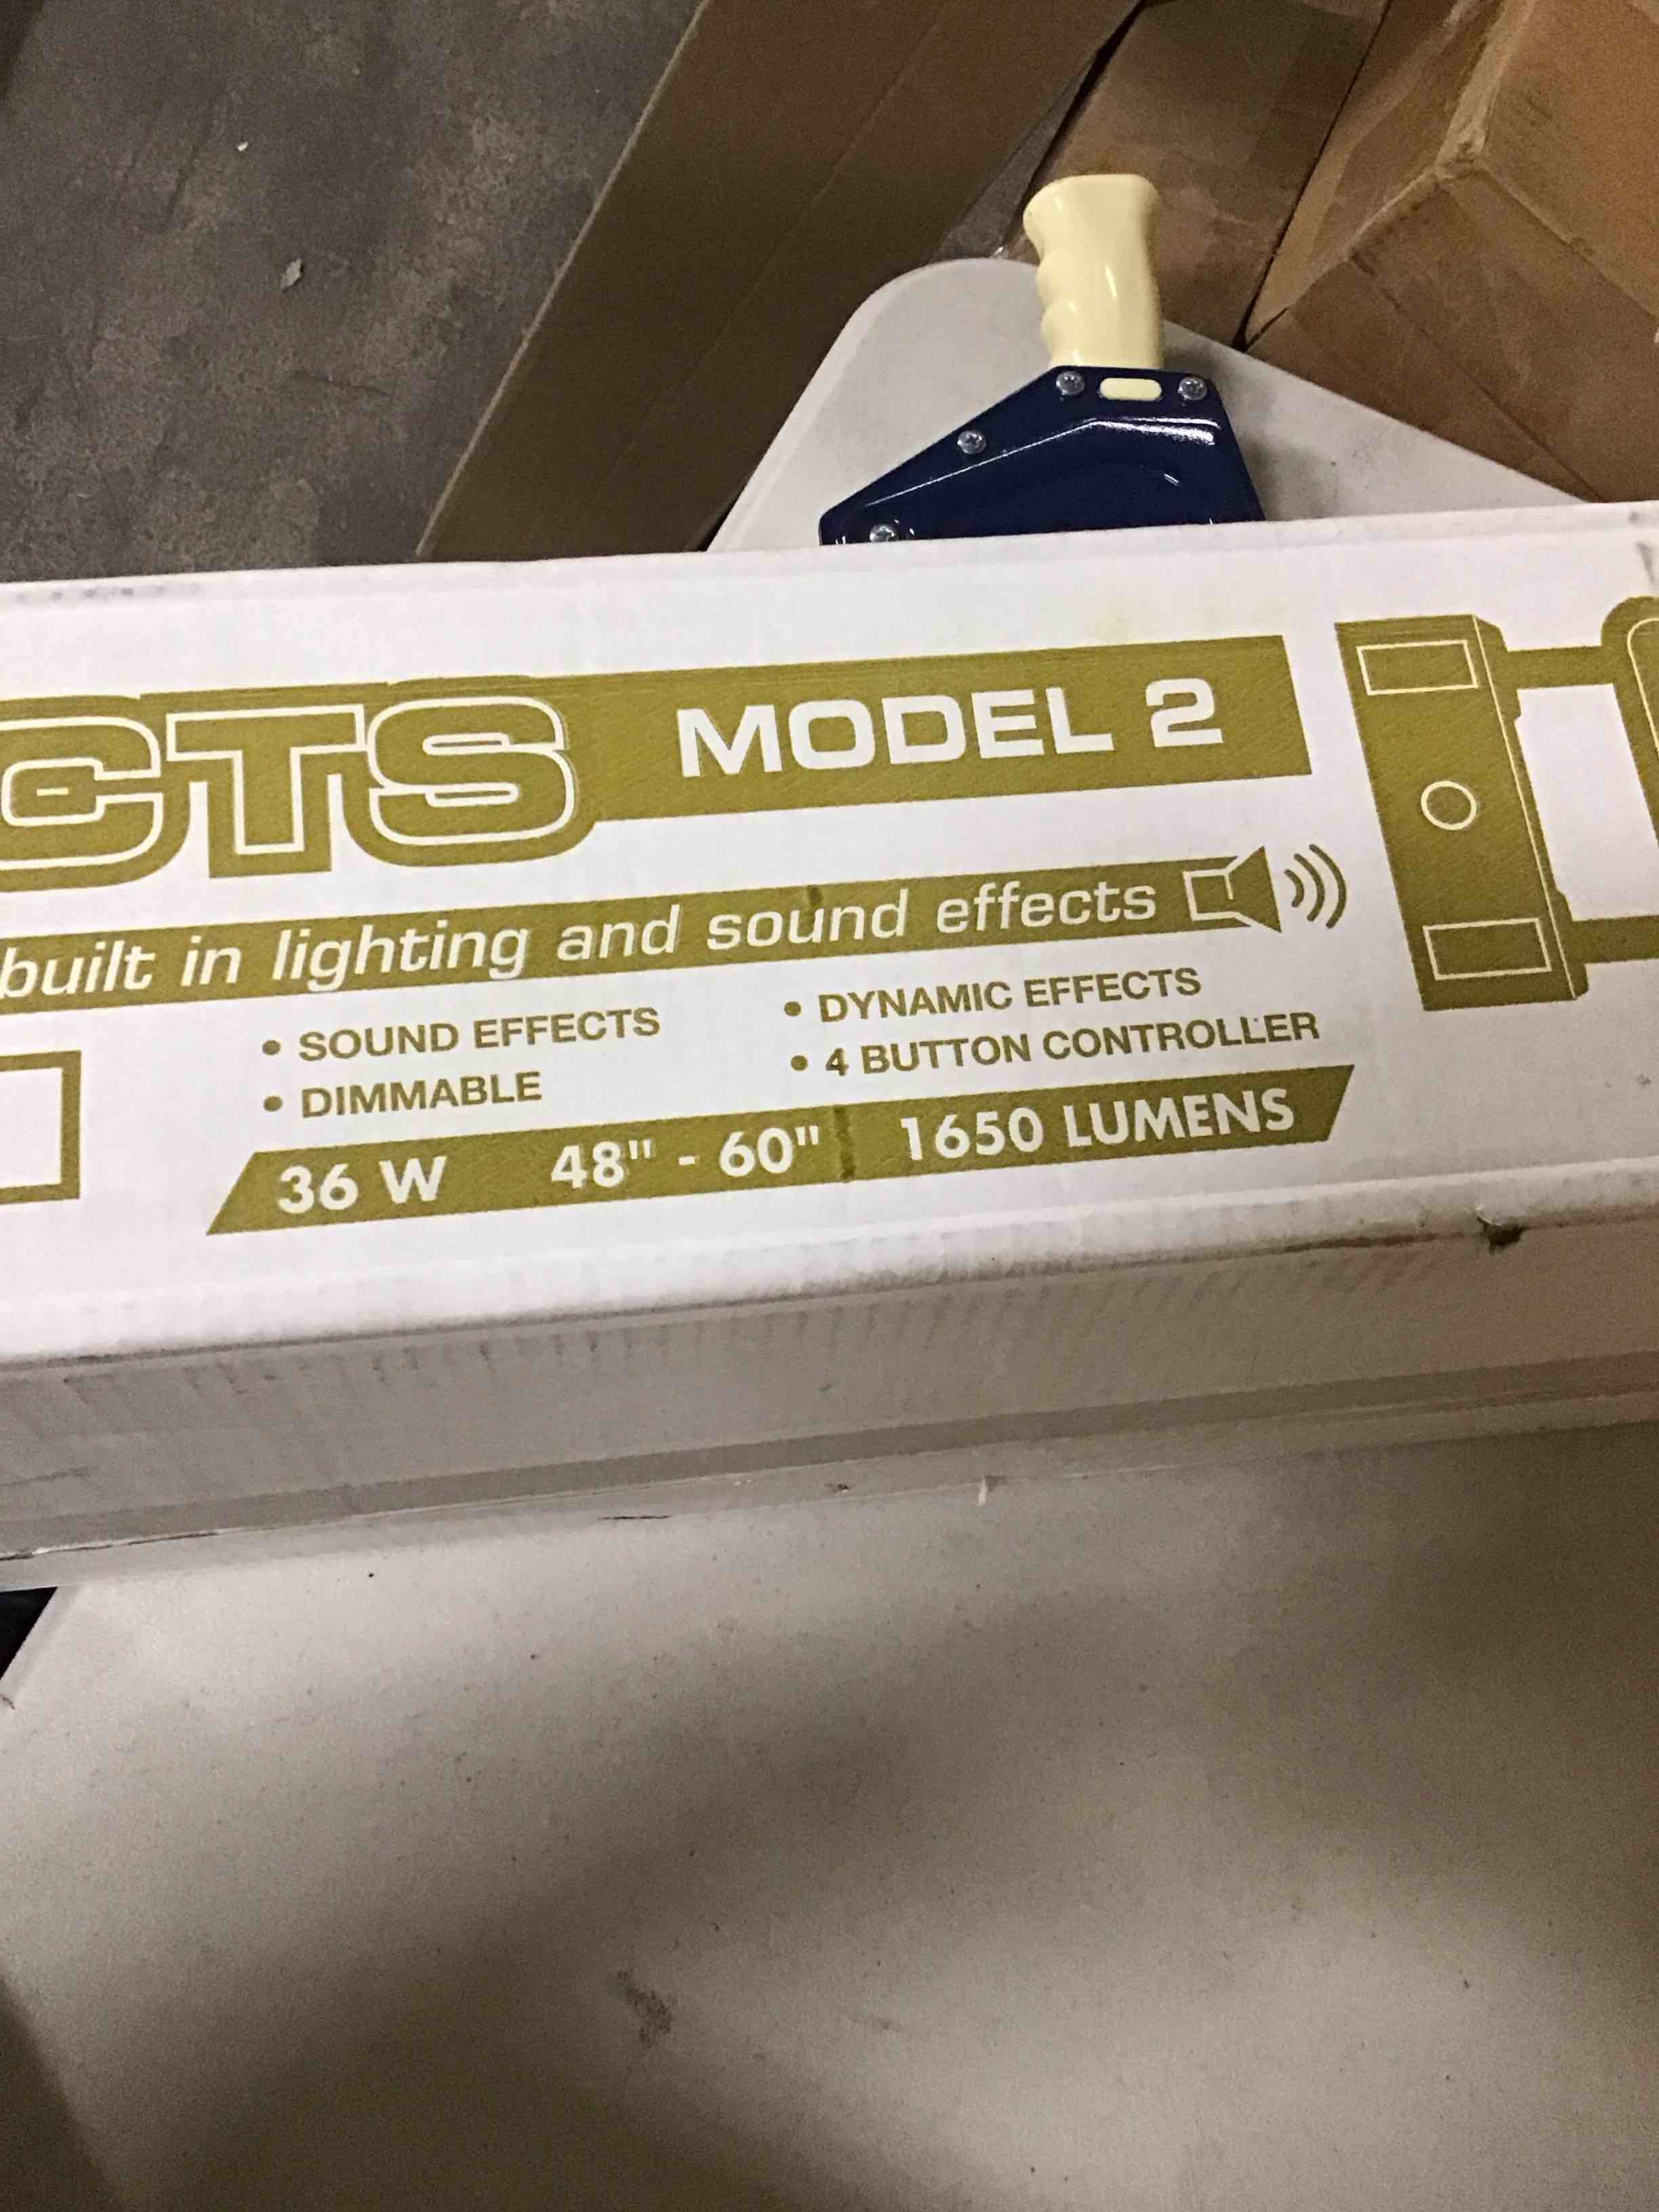 CTS MODEL 2
built in lighting and sound effects
• SOUND EFFECTS
• DIMMABLE
• DYNAMIC EFFECTS
• 4 BUTTON CONTROLLER
36 W 48" - 60" 1650 LUMENS